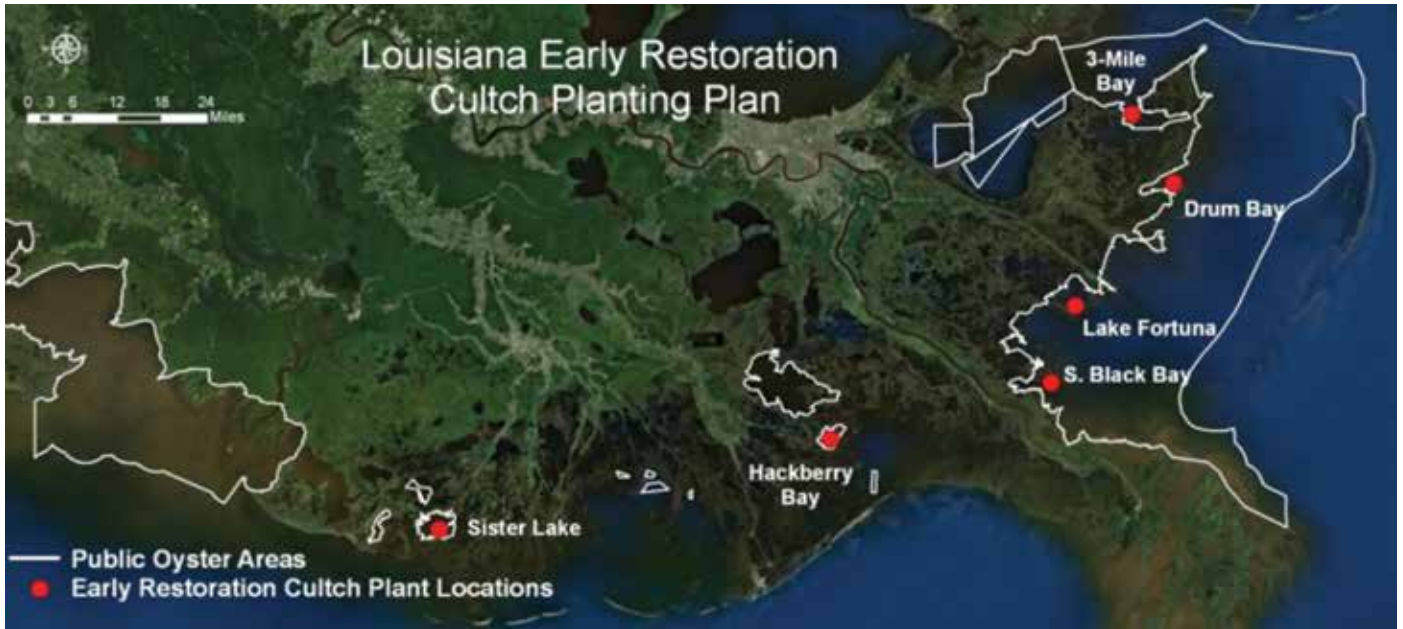 Louisiana Early Restoration
Cultch Planting Plan
0 3 6 12 18 24
Miles
3-Mile
Bay
Drum Bay
Lake Fortuna
S. Black Bay
Hackberry
Bay
Sister Lake
Public Oyster Areas
Early Restoration Cultch Plant Locations